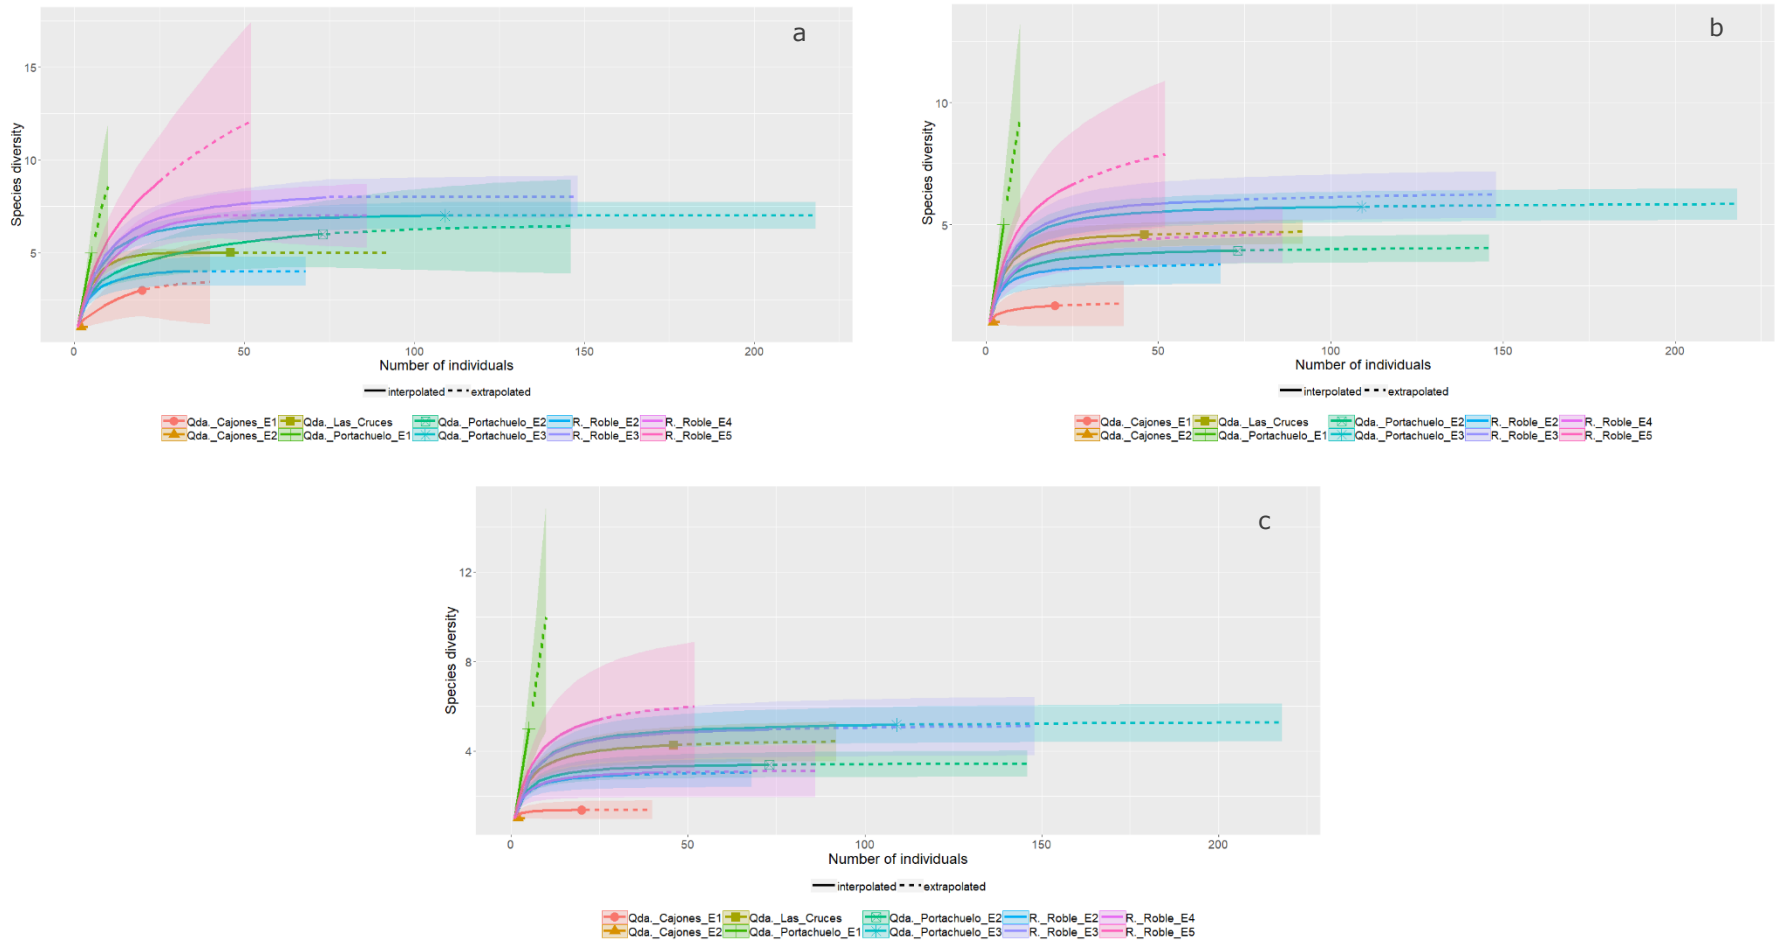 a
15
10
5
Species diversity
0 50 100 150 200
Number of individuals
interpolated extrapolated
Qda._Cajones_E1 Qda._Las_Cruces Qda._Portachuelo_E2 R._Roble_E2 R._Roble_E4
Qda._Cajones_E2 Qda._Portachuelo_E1 Qda._Portachuelo_E3 R._Roble_E3 R._Roble_E5
b
10
5
Species diversity
0 50 100 150 200
Number of individuals
interpolated extrapolated
Qda._Cajones_E1 Qda._Las_Cruces Qda._Portachuelo_E2 R._Roble_E2 R._Roble_E4
Qda._Cajones_E2 Qda._Portachuelo_E1 Qda._Portachuelo_E3 R._Roble_E3 R._Roble_E5
c
12
8
4
Species diversity
0 50 100 150 200
Number of individuals
interpolated extrapolated
Qda._Cajones_E1 Qda._Las_Cruces Qda._Portachuelo_E2 R._Roble_E2 R._Roble_E4
Qda._Cajones_E2 Qda._Portachuelo_E1 Qda._Portachuelo_E3 R._Roble_E3 R._Roble_E5